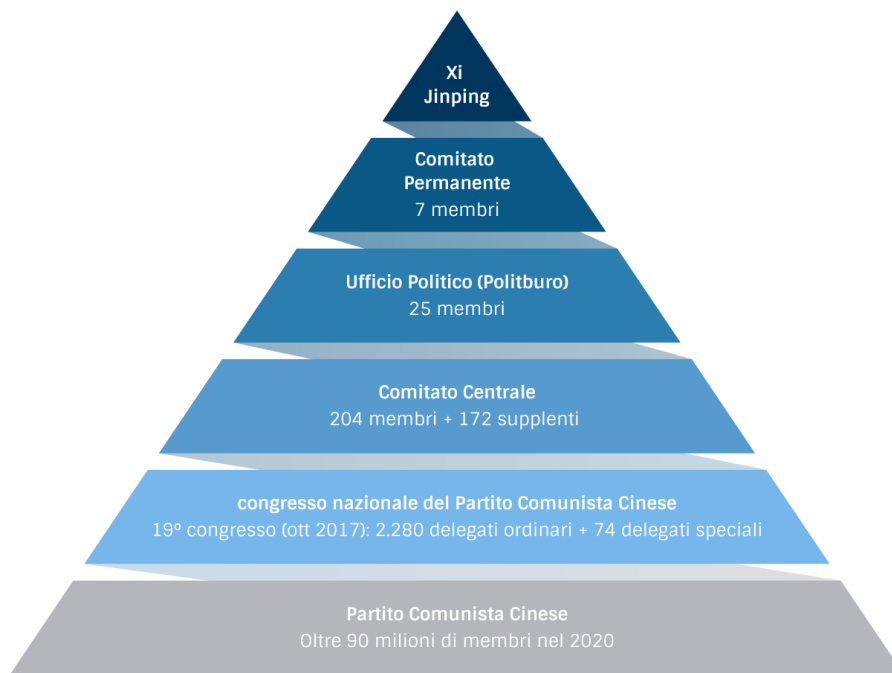 Xi
Jinping
Comitato
Permanente
7 membri
Ufficio Politico (Politburo)
25 membri
Comitato Centrale
204 membri + 172 supplenti
congresso nazionale del Partito Comunista Cinese
19º congresso (ott 2017): 2.280 delegati ordinari + 74 delegati speciali
Partito Comunista Cinese
Oltre 90 milioni di membri nel 2020